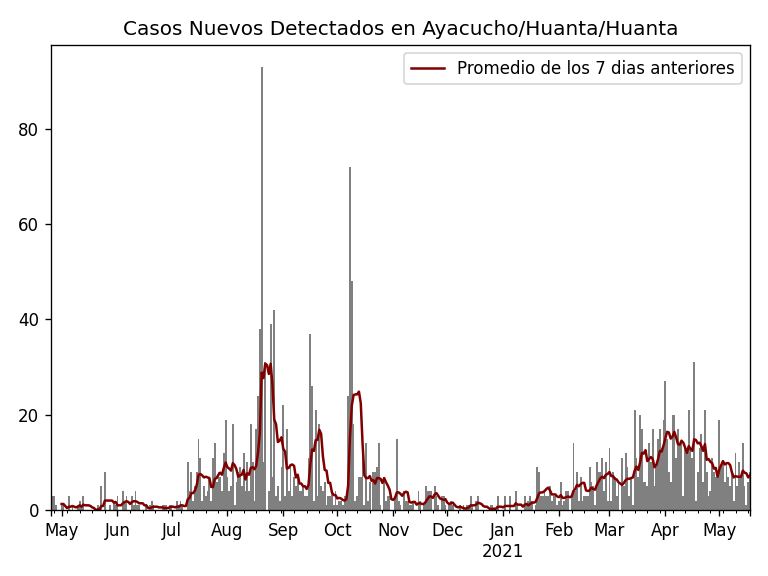 Casos Nuevos Detectados en Ayacucho/Huanta/Huanta
Promedio de los 7 dias anteriores
80
60
40
20
0
May Jun Jul Aug Sep Oct Nov Dec Jan Feb Mar Apr May
2021